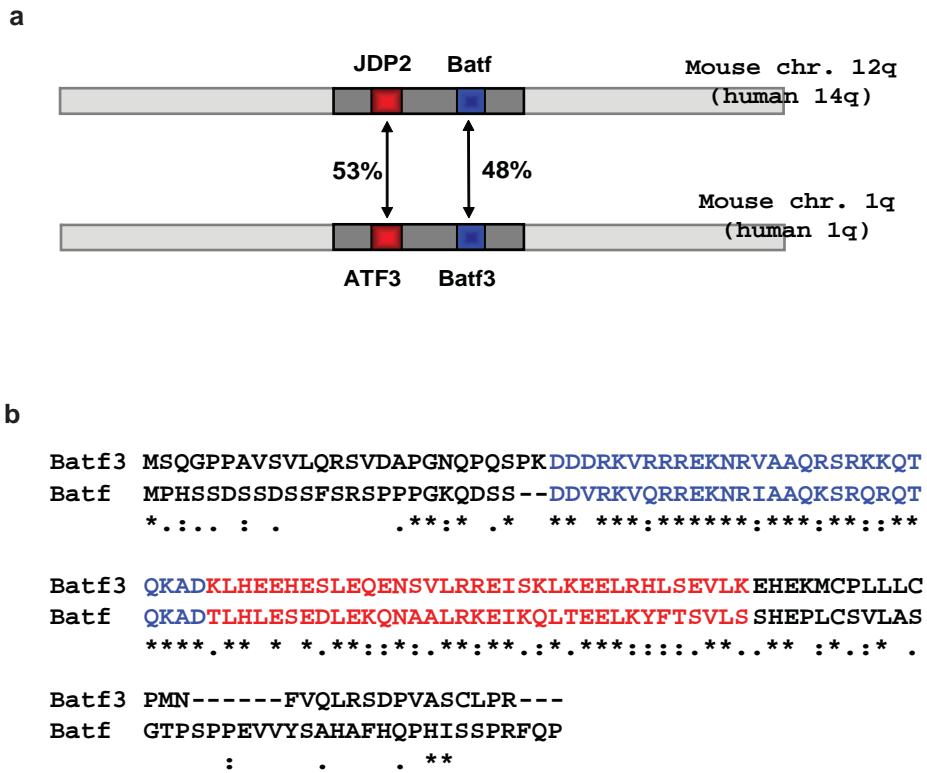 a
JDP2 Batf
Mouse chr. 12q
(human 14q)
53% 48%
Mouse chr. 1q
(human 1q)
ATF3 Batf3
b
Batf3 MSQGPPAVSVLQRSVDAPGNQPQSPKDDDRKVRRREKNRVAAQRSRKKQT
Batf MPHSSDSSDSSFSRSPPPGKQDSS--DDVRKVQRREKNRIAAQKSRQRQT
*.:.. : . .**:* .* ** ***:*******:***:**::**
Batf3 QKADKLHEEHESLEQENSVLRREISKLKEELRHLSEVLKEHEKMCPLLLC
Batf QKADTLHLESEDLEKQNAALRKEIKQLTEELKYFTSVLSSHEPLCSVLAS
****.** * *.**::*:.**:**.:*.***::::.**..** :*.:* .
Batf3 PMN------FVQLRSDPVASCLPR---
Batf GTPSPPEVVYSAHAFHQPHISSPRFQP
: . . **